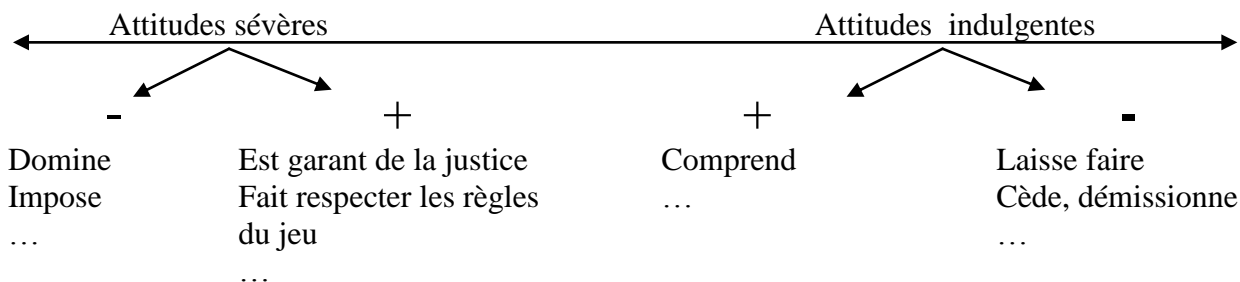 Attitudes sévères
Attitudes indulgentes
-
+
+
-
Domine
Impose
…
Est garant de la justice
Fait respecter les règles
du jeu
…
Comprend
…
Laisse faire
Cède, démissionne
…